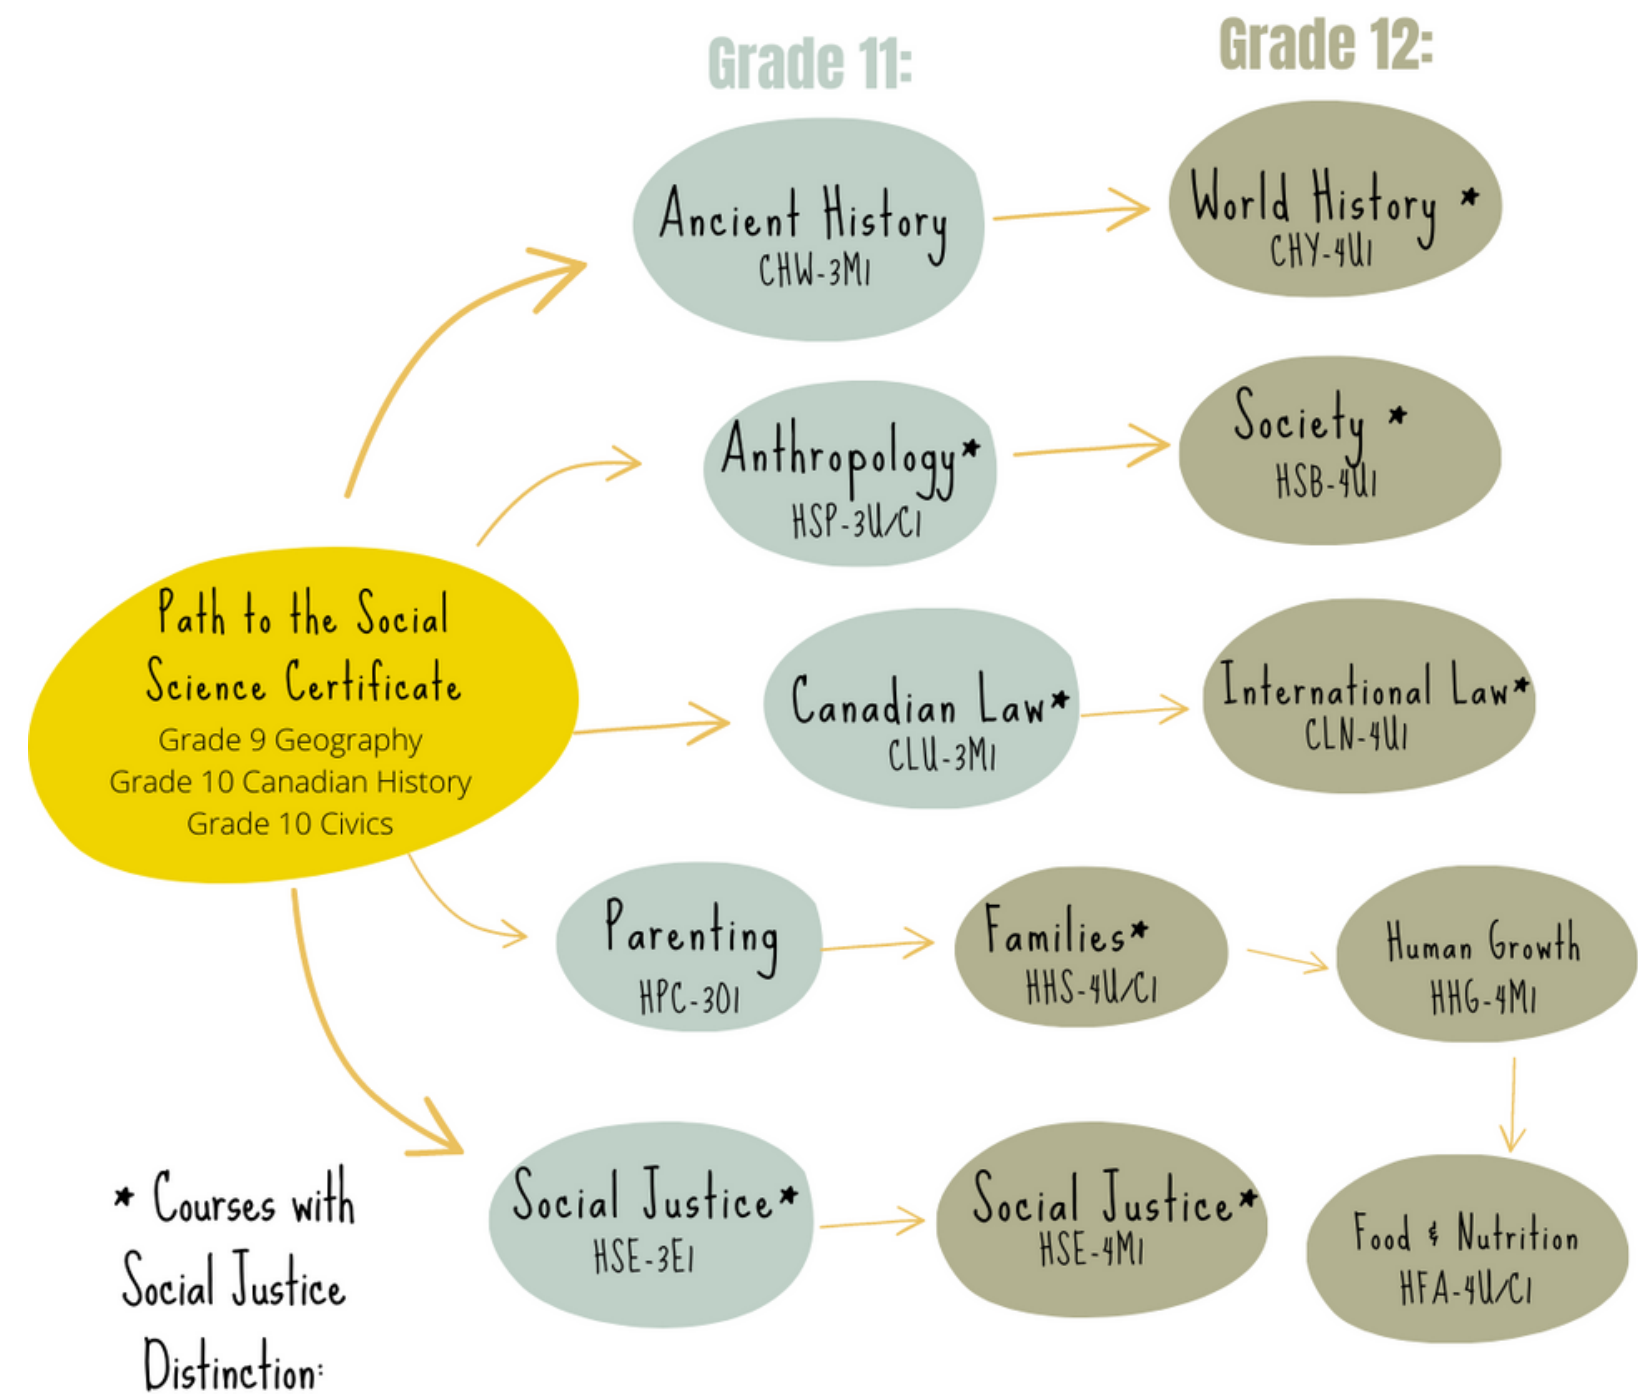 Grade 11:
Grade 12:
Ancient History
CHW-3M1
World History *
CHY-4U1
Anthropology*
HSP-3U/C1
Society *
HSB-4U1
Path to the Social
Science Certificate
Grade 9 Geography
Grade 10 Canadian History
Grade 10 Civics
Canadian Law*
CLU-3M1
International Law*
CLN-4U1
Parenting
HPC-3O1
Families*
HHS-4U/C1
Human Growth
HHG-4M1
Social Justice*
HSE-3E1
Social Justice*
HSE-4M1
Food & Nutrition
HFA-4U/C1
* Courses with
Social Justice
Distinction: